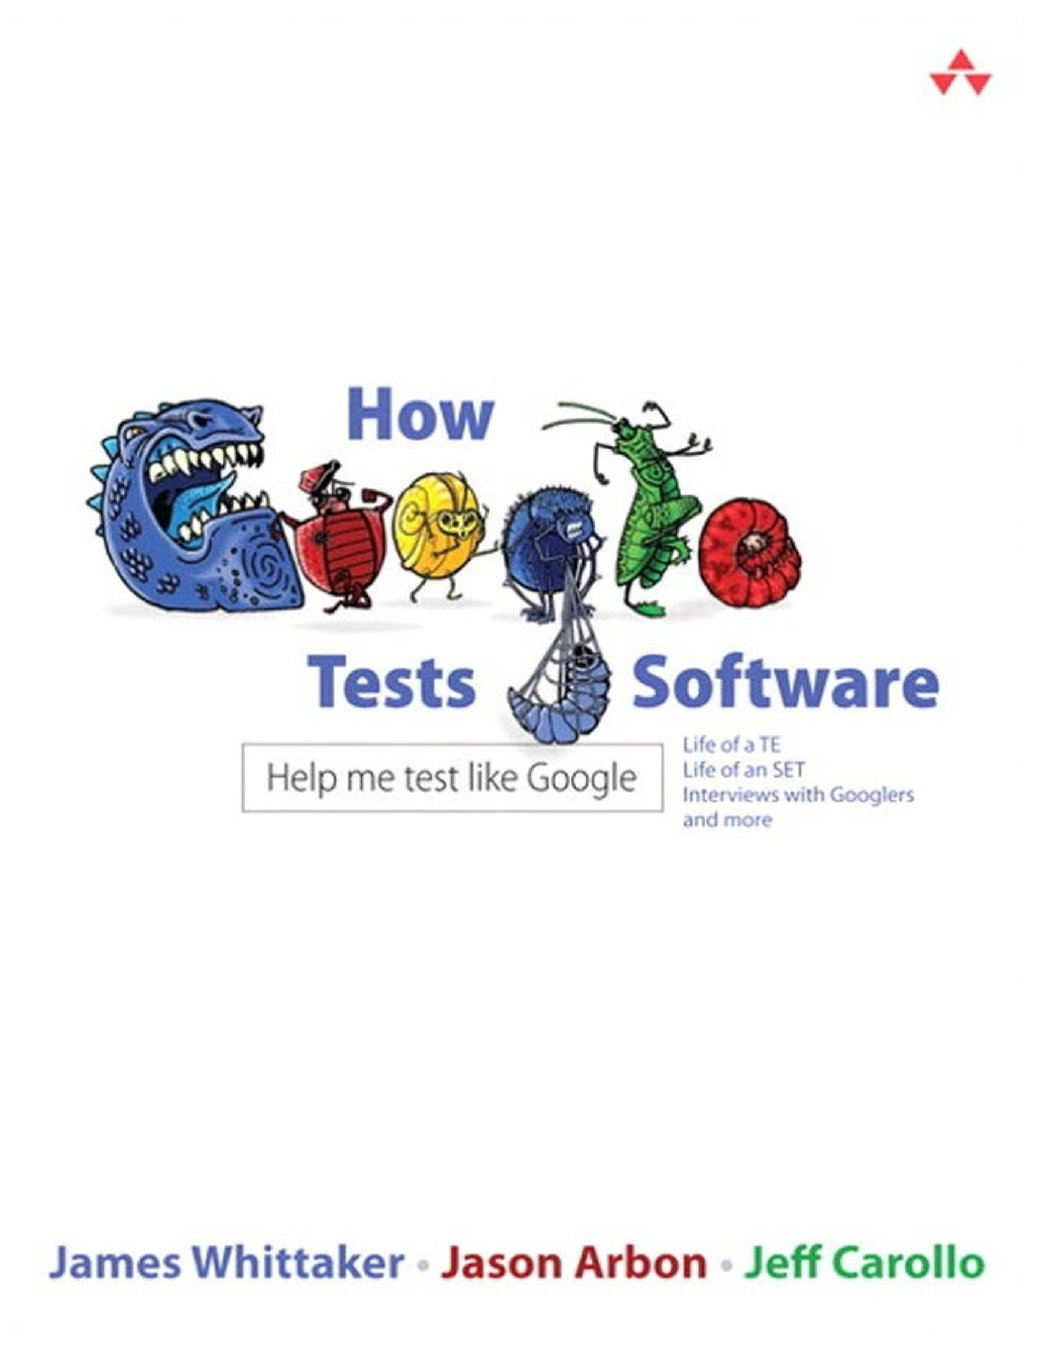 How
Google
Tests Software
Help me test like Google
Life of a TE
Life of an SET
Interviews with Googlers
and more
James Whittaker • Jason Arbon • Jeff Carollo